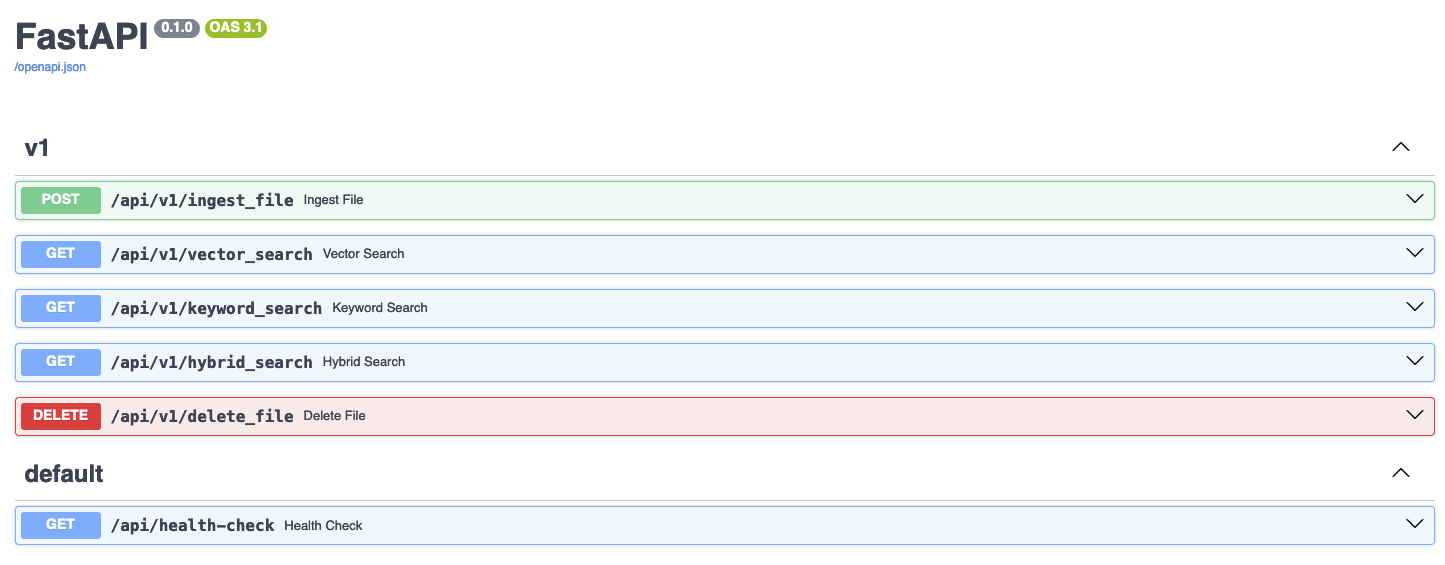 FastAPI 0.1.0 OAS 3.1
/openapi.json
v1
POST /api/v1/ingest_file Ingest File
GET /api/v1/vector_search Vector Search
GET /api/v1/keyword_search Keyword Search
GET /api/v1/hybrid_search Hybrid Search
DELETE /api/v1/delete_file Delete File
default
GET /api/health-check Health Check